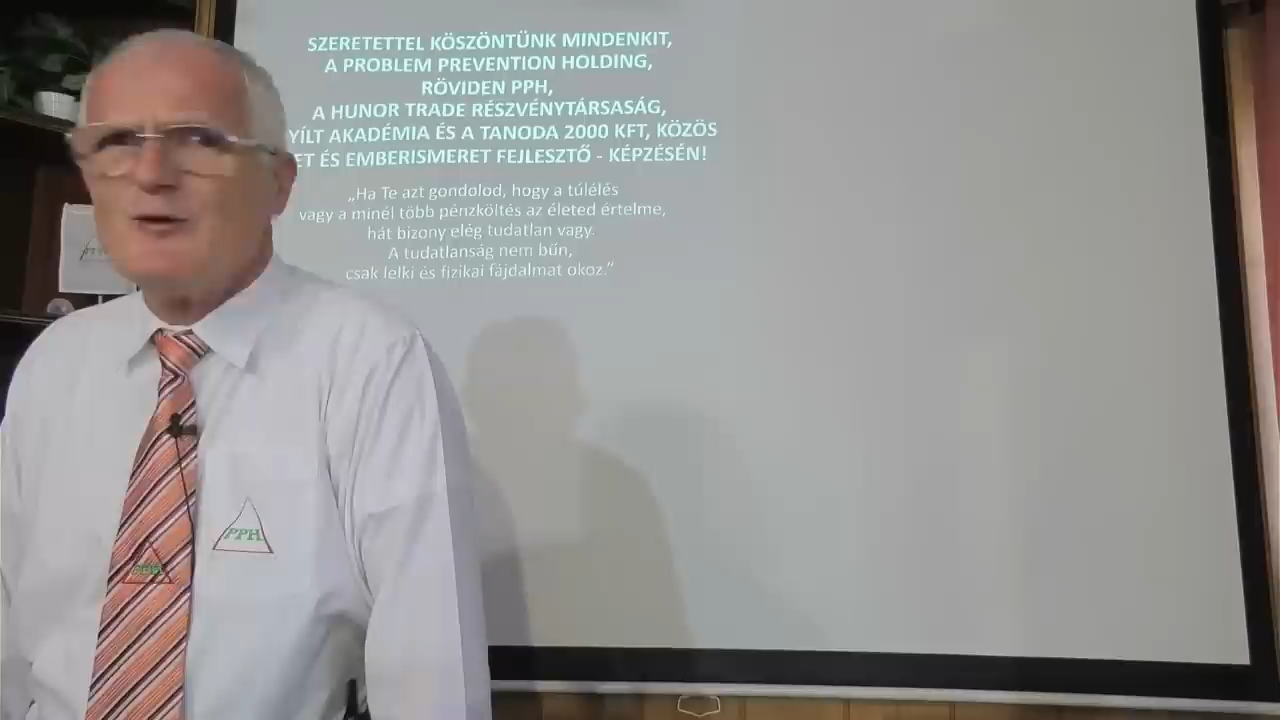 SZERETETTEL KÖSZÖNTÜNK MINDENKIT,
A PROBLEM PREVENTION HOLDING,
RÖVIDEN PPH,
A HUNOR TRADE RÉSZVÉNYTÁRSASÁG,
YÍLT AKADÉMIA ÉS A TANODA 2000 KFT, KÖZÖS
ET ÉS EMBERISMERET FEJLESZTŐ - KÉPZÉSÉN!
„Ha Te azt gondolod, hogy a túlélés
vagy a minél több pénzköltés az életed értelme,
hát bizony elég tudatlan vagy.
A tudatlanság nem bűn,
csak lelki és fizikai fájdalmat okoz.”
PPH